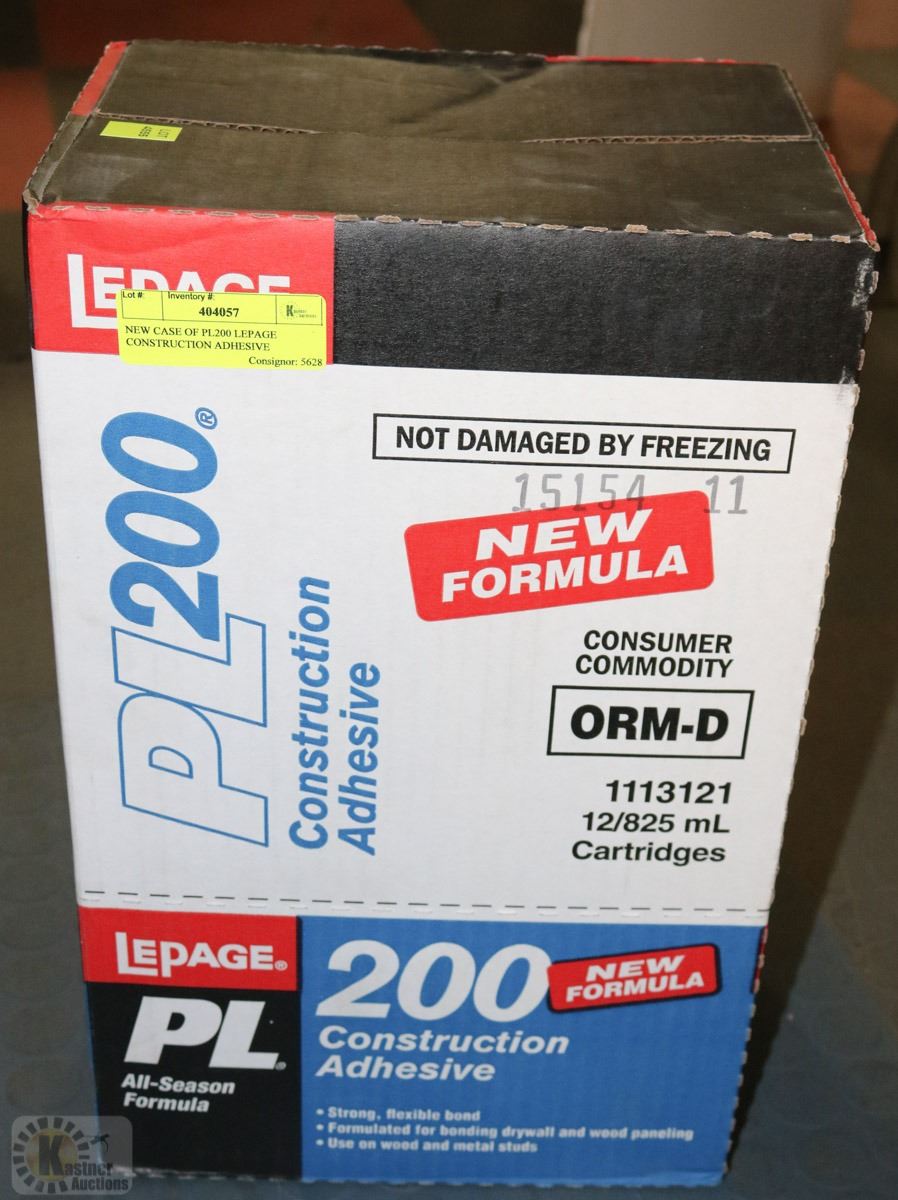 LOT
LEPAGE
Lot #:
Inventory #:
404057
Kastner
Auctions
NEW CASE OF PL200 LEPAGE
CONSTRUCTION ADHESIVE
Consignor: 5628
PL200®
Construction
Adhesive
NOT DAMAGED BY FREEZING
15154 11
NEW
FORMULA
CONSUMER
COMMODITY
ORM-D
1113121
12/825 mL
Cartridges
LEPAGE®
PL®
All-Season
Formula
200
NEW
FORMULA
Construction
Adhesive
• Strong, flexible bond
• Formulated for bonding drywall and wood paneling
• Use on wood and metal studs
Kastner
Auctions